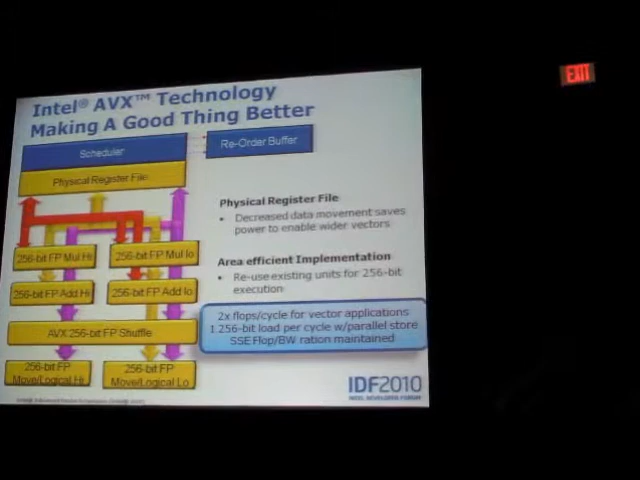 Intel® AVX™ Technology
Making A Good Thing Better
EXIT
Scheduler
Re-Order Buffer
Physical Register File
Physical Register File
• Decreased data movement saves
power to enable wider vectors
256-bit FP Mul Hi
256-bit FP Mul lo
Area efficient Implementation
• Re-use existing units for 256-bit
execution
256-bit FP Add Hi
256-bit FP Add lo
2x flops/cycle for vector applications
1 256-bit load per cycle w/parallel store
SSE Flop/BW ration maintained
AVX 256-bit FP Shuffle
256-bit FP
Move/Logical Hi
256-bit FP
Move/Logical Lo
IDF2010
INTEL DEVELOPER FORUM